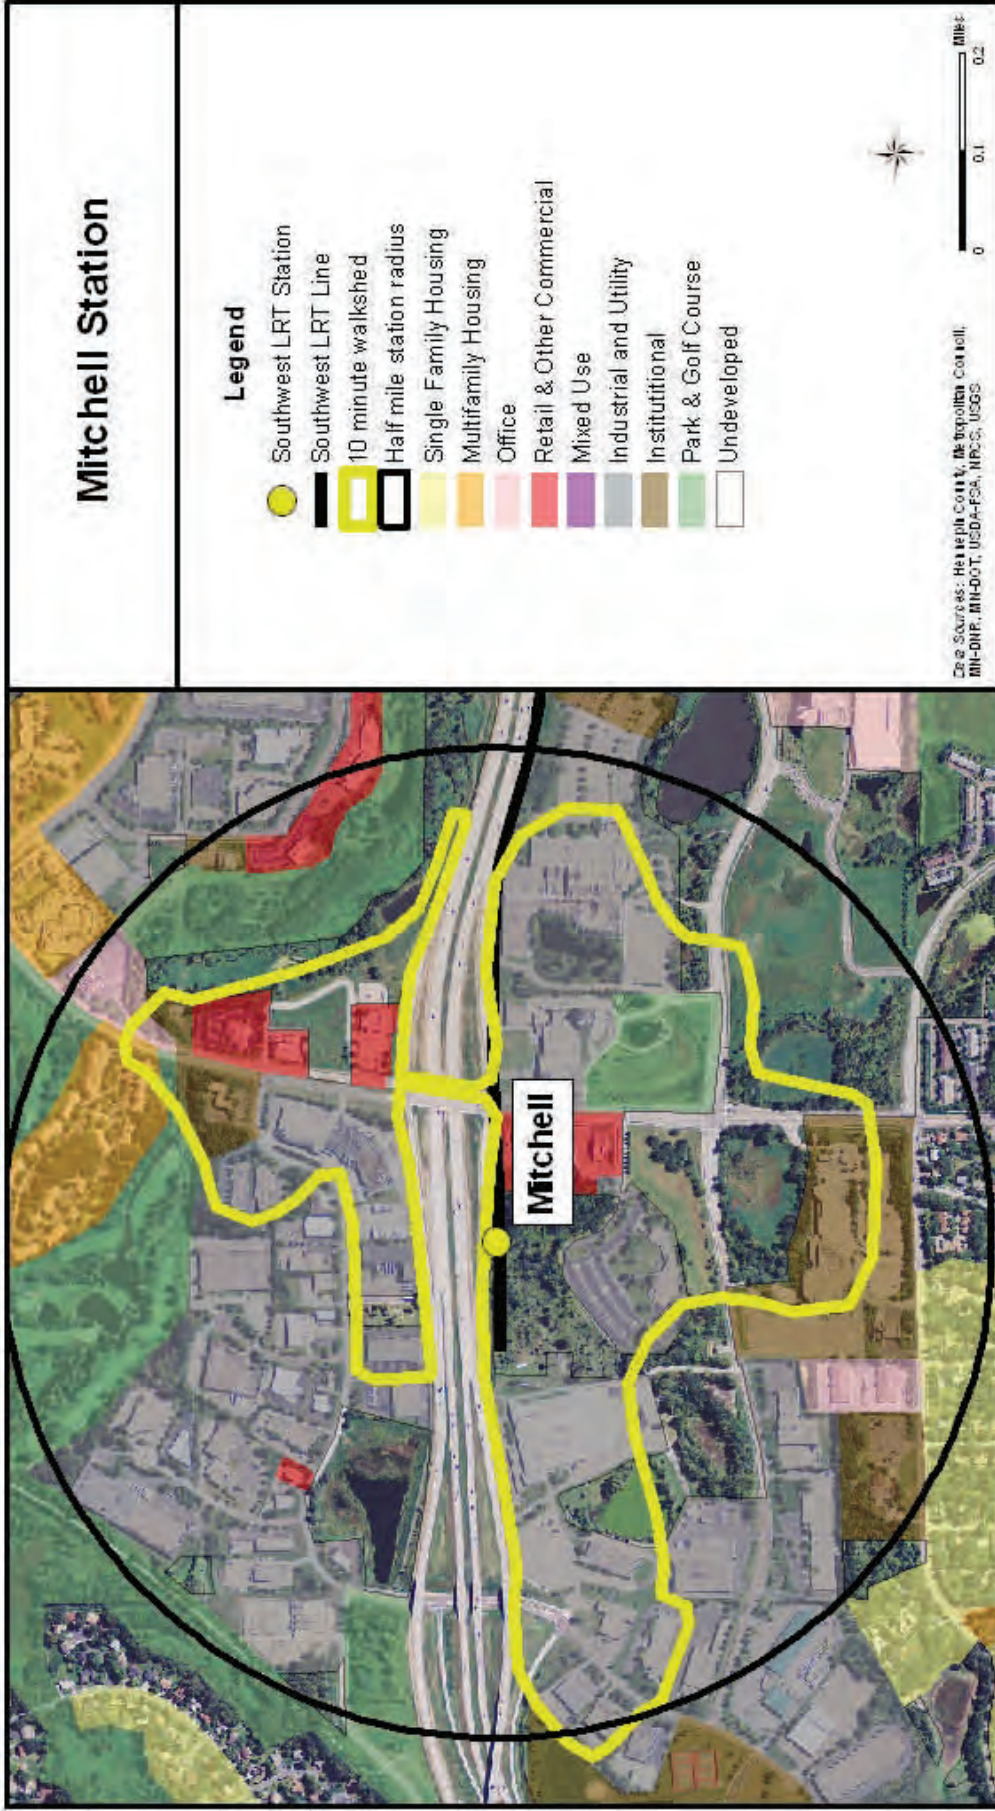 Mitchell Station
Legend
Southwest LRT Station
Southwest LRT Line
10 minute walkshed
Half mile station radius
Single Family Housing
Multifamily Housing
Office
Retail & Other Commercial
Mixed Use
Industrial and Utility
Institutitional
Park & Golf Course
Undeveloped
Miles
0 0.1 0.2
Data Sources: Hennepin County, Metropolitan Council,
MN-DNR, MN-DOT, USDA-FSA, NRCS, USGS
Mitchell